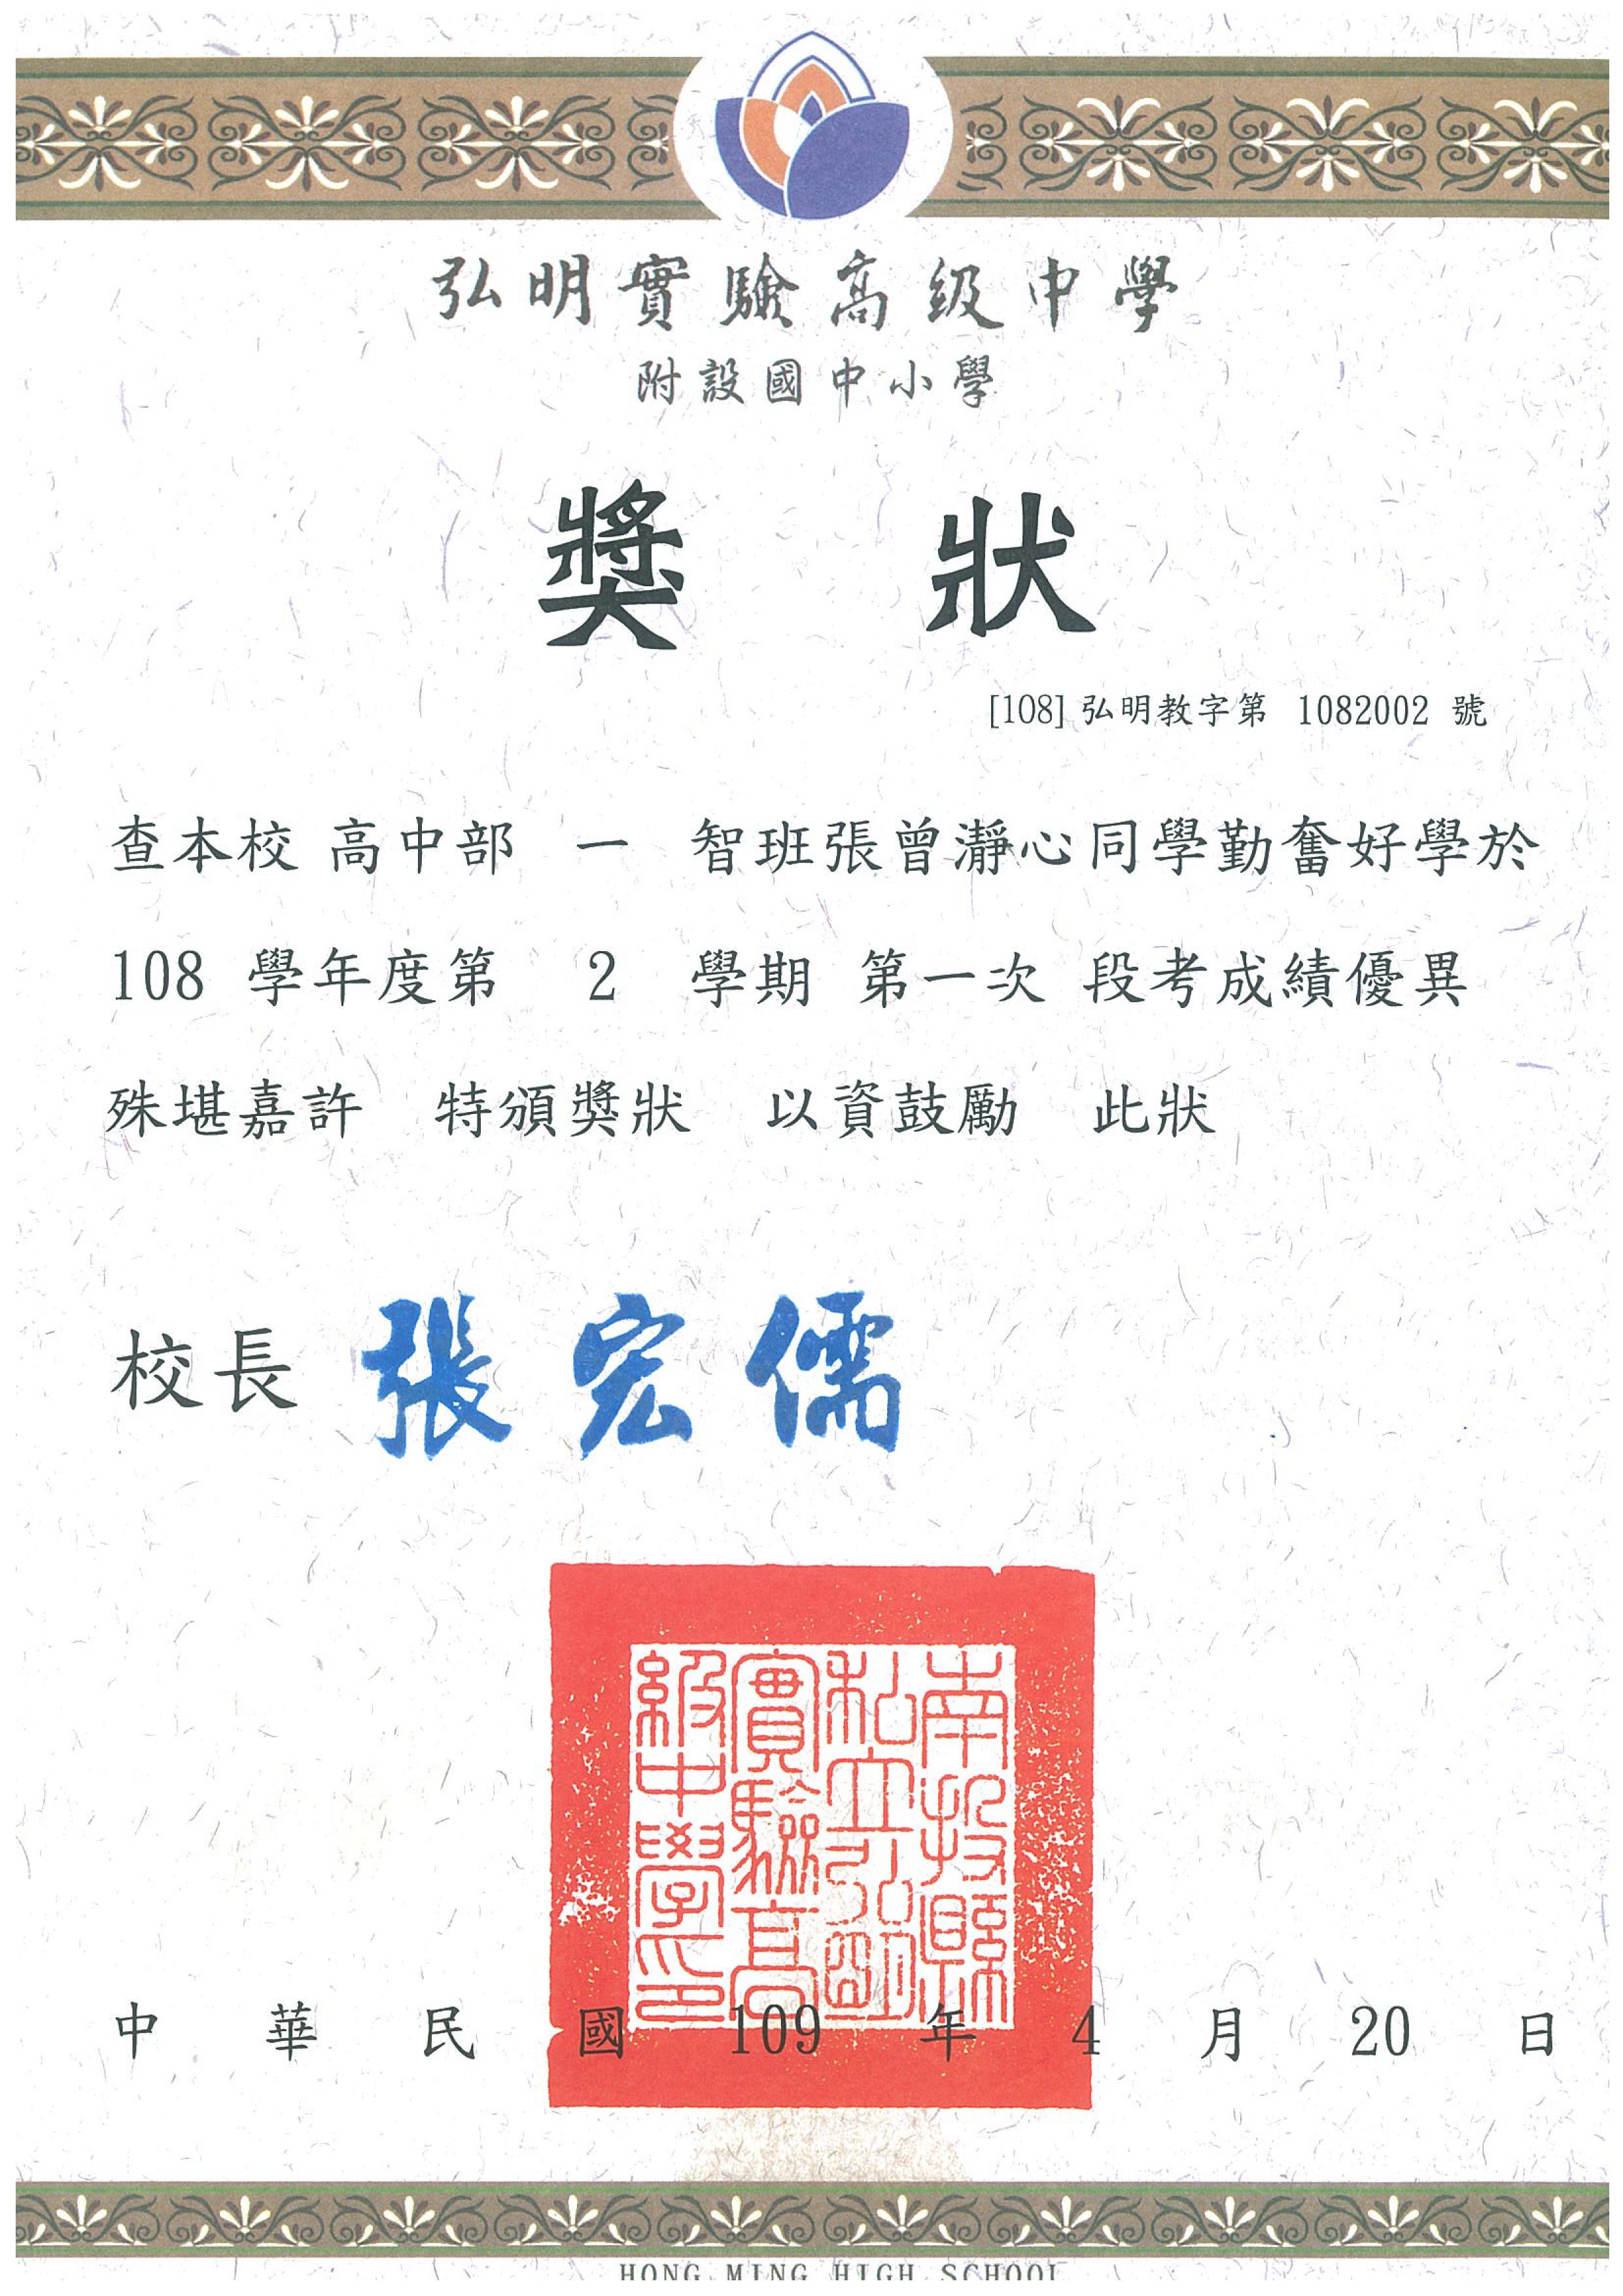 弘明實驗高級中學
附設國中小學
獎狀
[108] 弘明教字第 1082002 號
查本校 高中部 一 智班張曾瀞心同學勤奮好學於
108 學年度第 2 學期 第一次 段考成績優異
殊堪嘉許 特頒獎狀 以資鼓勵 此狀
校長 張宏儒
南投縣
私立弘明
實驗高
級中學印
中華民國 109 年 4 月 20 日
HONG MING HIGH SCHOOL